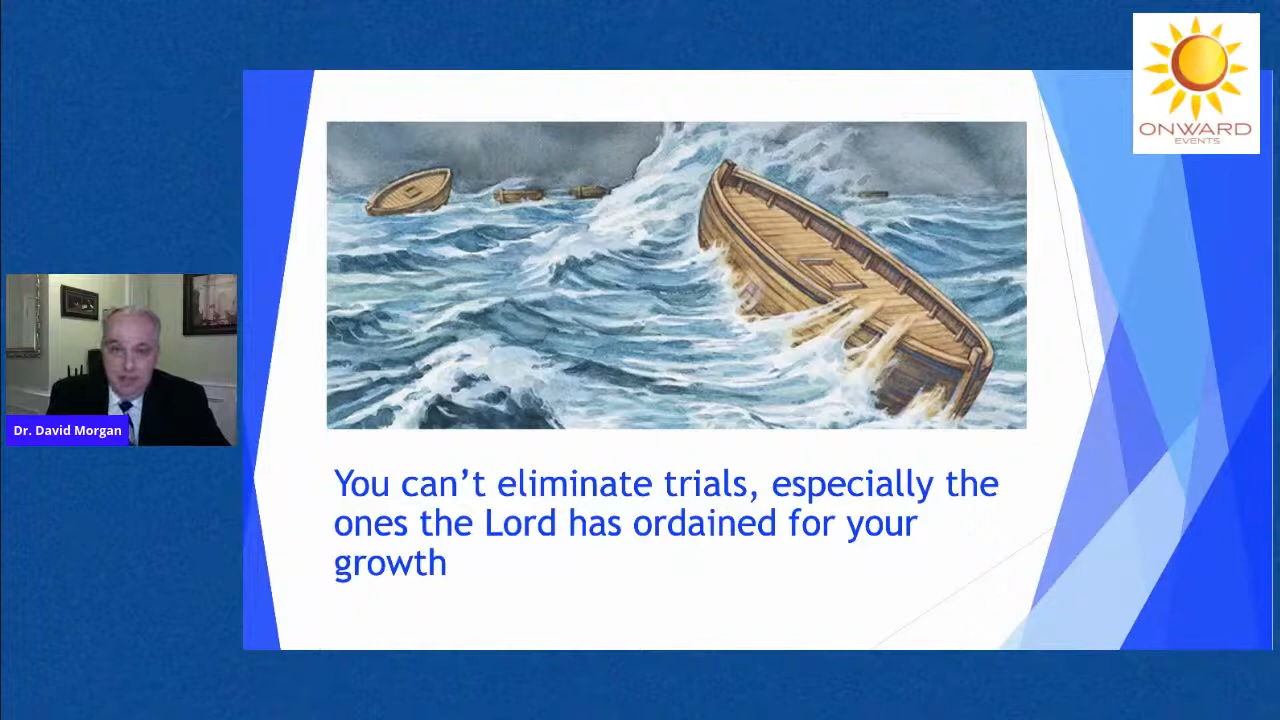 ONWARD
EVENTS
Dr. David Morgan
You can’t eliminate trials, especially the
ones the Lord has ordained for your
growth